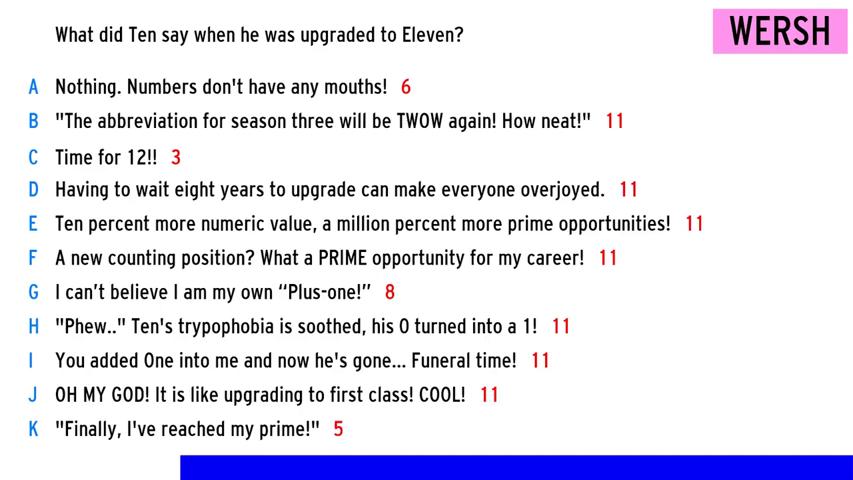 What did Ten say when he was upgraded to Eleven?
WERSH
A Nothing. Numbers don't have any mouths! 6
B "The abbreviation for season three will be TWOW again! How neat!" 11
C Time for 12!! 3
D Having to wait eight years to upgrade can make everyone overjoyed. 11
E Ten percent more numeric value, a million percent more prime opportunities! 11
F A new counting position? What a PRIME opportunity for my career! 11
G I can’t believe I am my own “Plus-one!” 8
H "Phew.." Ten's trypophobia is soothed, his 0 turned into a 1! 11
I You added One into me and now he's gone... Funeral time! 11
J OH MY GOD! It is like upgrading to first class! COOL! 11
K "Finally, I've reached my prime!" 5